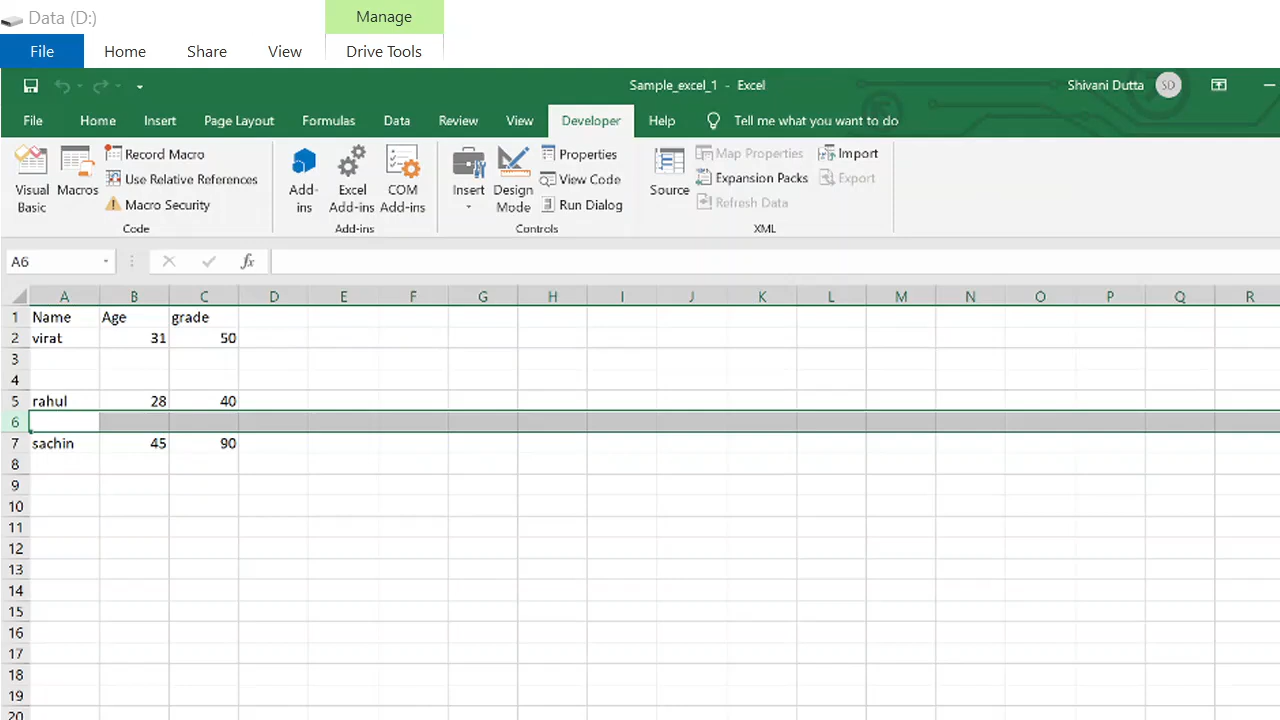 Data (D:)
Manage
File Home Share View Drive Tools
Sample_excel_1 - Excel Shivani Dutta SD
File Home Insert Page Layout Formulas Data Review View Developer Help Tell me what you want to do
Visual Basic
Macros
Record Macro
Use Relative References
Macro Security
Code
Add-ins
Excel Add-ins
COM Add-ins
Add-ins
Insert
Design Mode
Properties
View Code
Run Dialog
Controls
Source
Map Properties
Expansion Packs
Refresh Data
Import
Export
XML
A6 fx
A B C D E F G H I J K L M N O P Q R
1 Name Age grade
2 virat 31 50
3
4
5 rahul 28 40
6
7 sachin 45 90
8
9
10
11
12
13
14
15
16
17
18
19
20